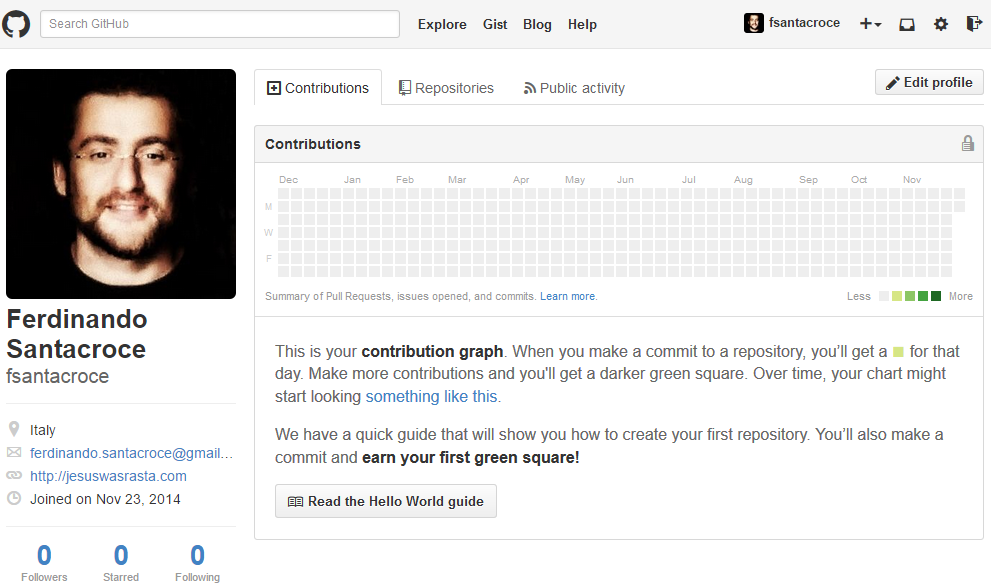 Search GitHub
Explore Gist Blog Help
fsantacroce
Contributions Repositories Public activity
Edit profile
Contributions
Dec Jan Feb Mar Apr May Jun Jul Aug Sep Oct Nov
M
W
F
Summary of Pull Requests, issues opened, and commits. Learn more.
Less More
Ferdinando
Santacroce
fsantacroce
Italy
ferdinando.santacroce@gmail...
http://jesuswasrasta.com
Joined on Nov 23, 2014
0 0 0
Followers Starred Following
This is your contribution graph. When you make a commit to a repository, you’ll get a for that
day. Make more contributions and you'll get a darker green square. Over time, your chart might
start looking something like this.
We have a quick guide that will show you how to create your first repository. You’ll also make a
commit and earn your first green square!
Read the Hello World guide